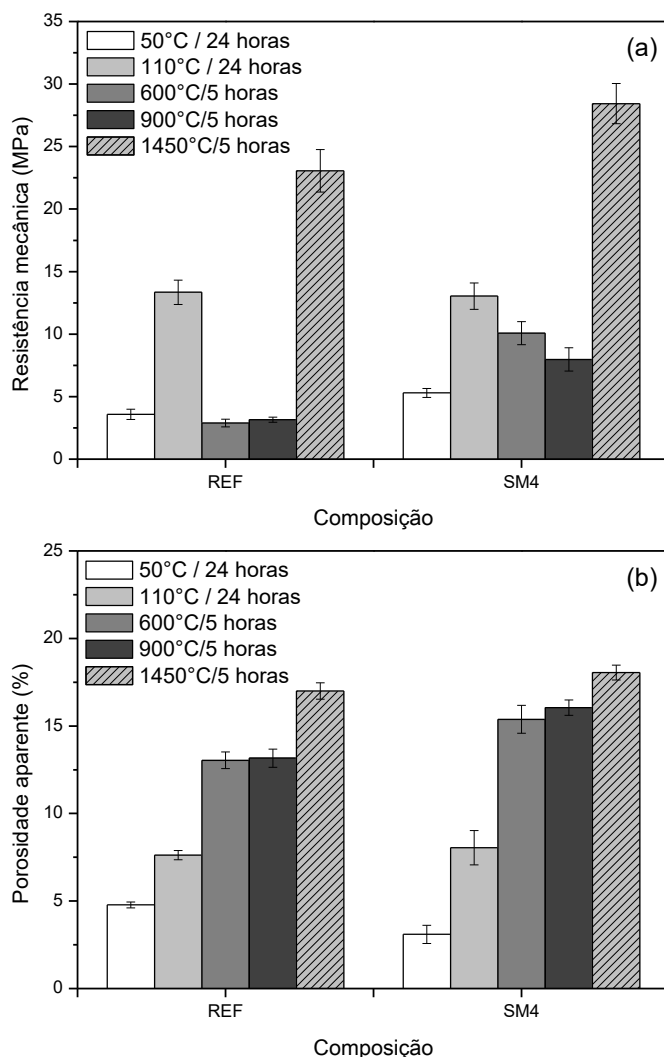 35
30
25
20
15
10
5
0
Resistência mecânica (MPa)
50°C / 24 horas
110°C / 24 horas
600°C/5 horas
900°C/5 horas
1450°C/5 horas
(a)
REF
SM4
Composição
25
20
15
10
5
0
Porosidade aparente (%)
50°C / 24 horas
110°C / 24 horas
600°C/5 horas
900°C/5 horas
1450°C/5 horas
(b)
REF
SM4
Composição